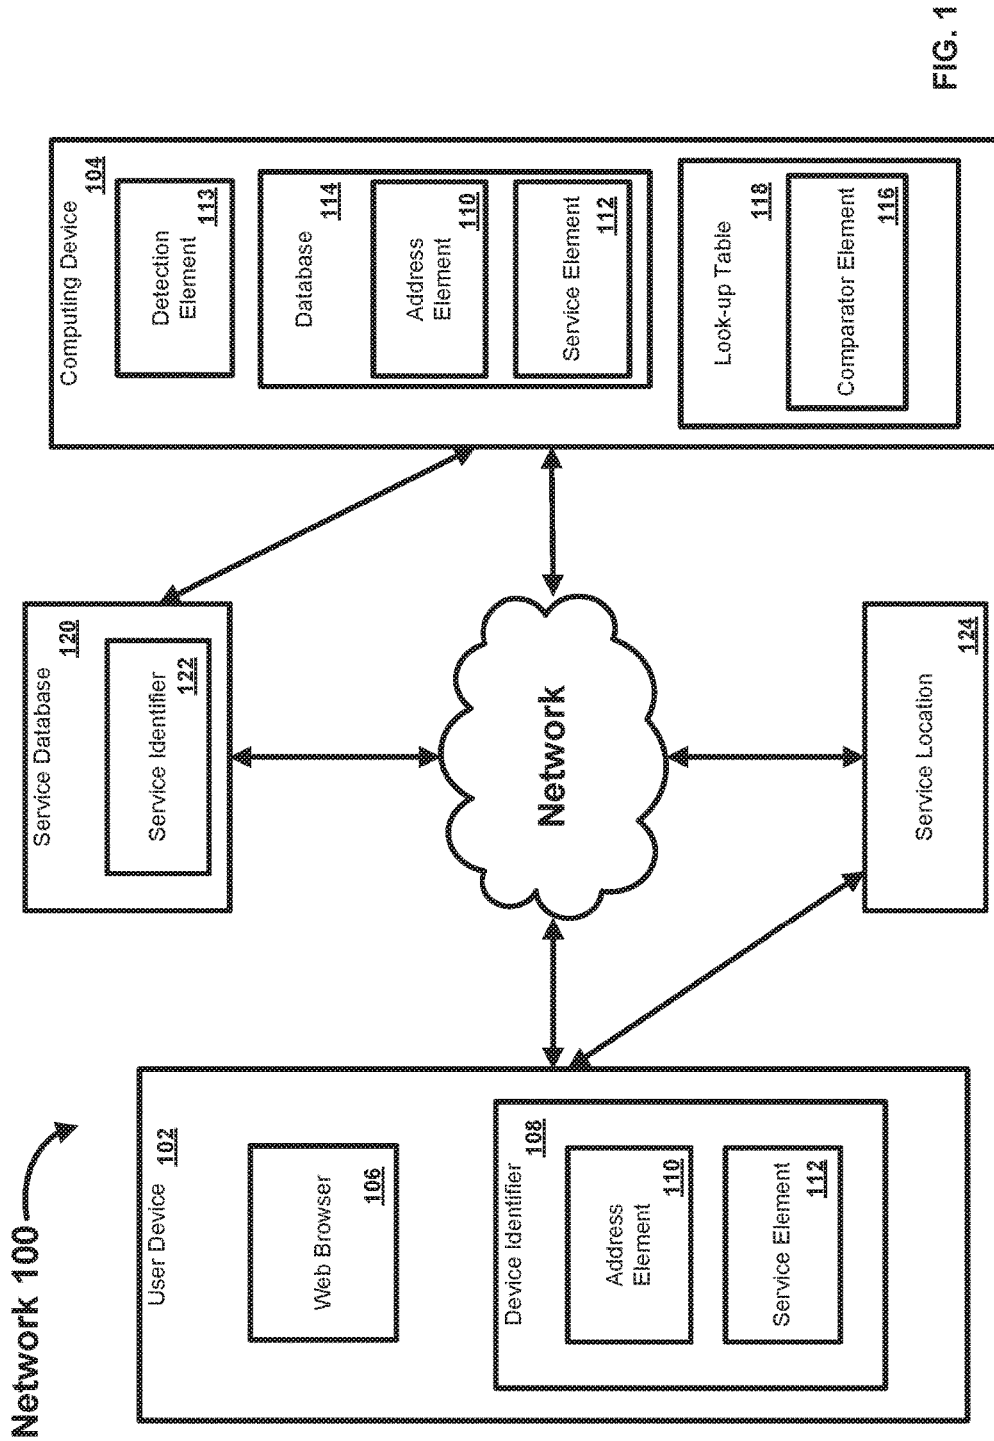 Network 100
User Device
102
Web Browser
106
Device Identifier
108
Address
Element
110
Service Element
112
Service Database
120
Service Identifier
122
Network
Service Location
124
Computing Device
104
Detection
Element
113
Database
114
Address
Element
110
Service Element
112
Look-up Table
118
Comparator Element
116
FIG. 1